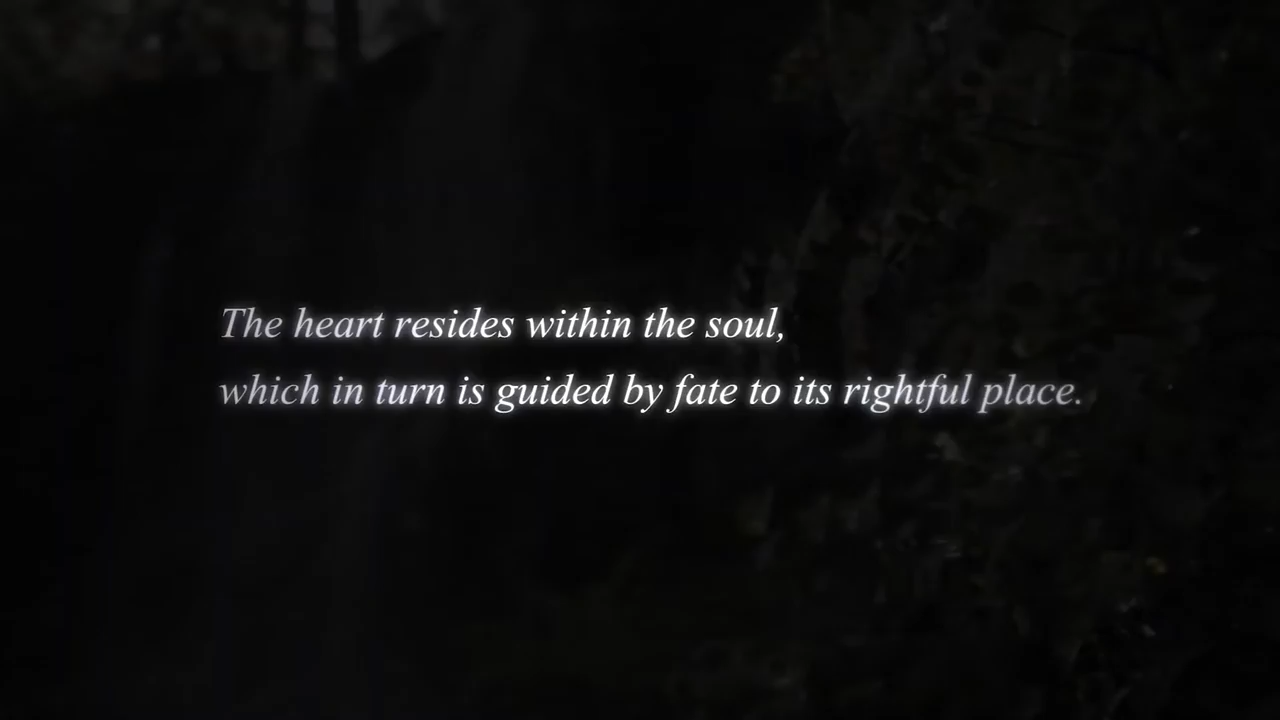 The heart resides within the soul,
which in turn is guided by fate to its rightful place.